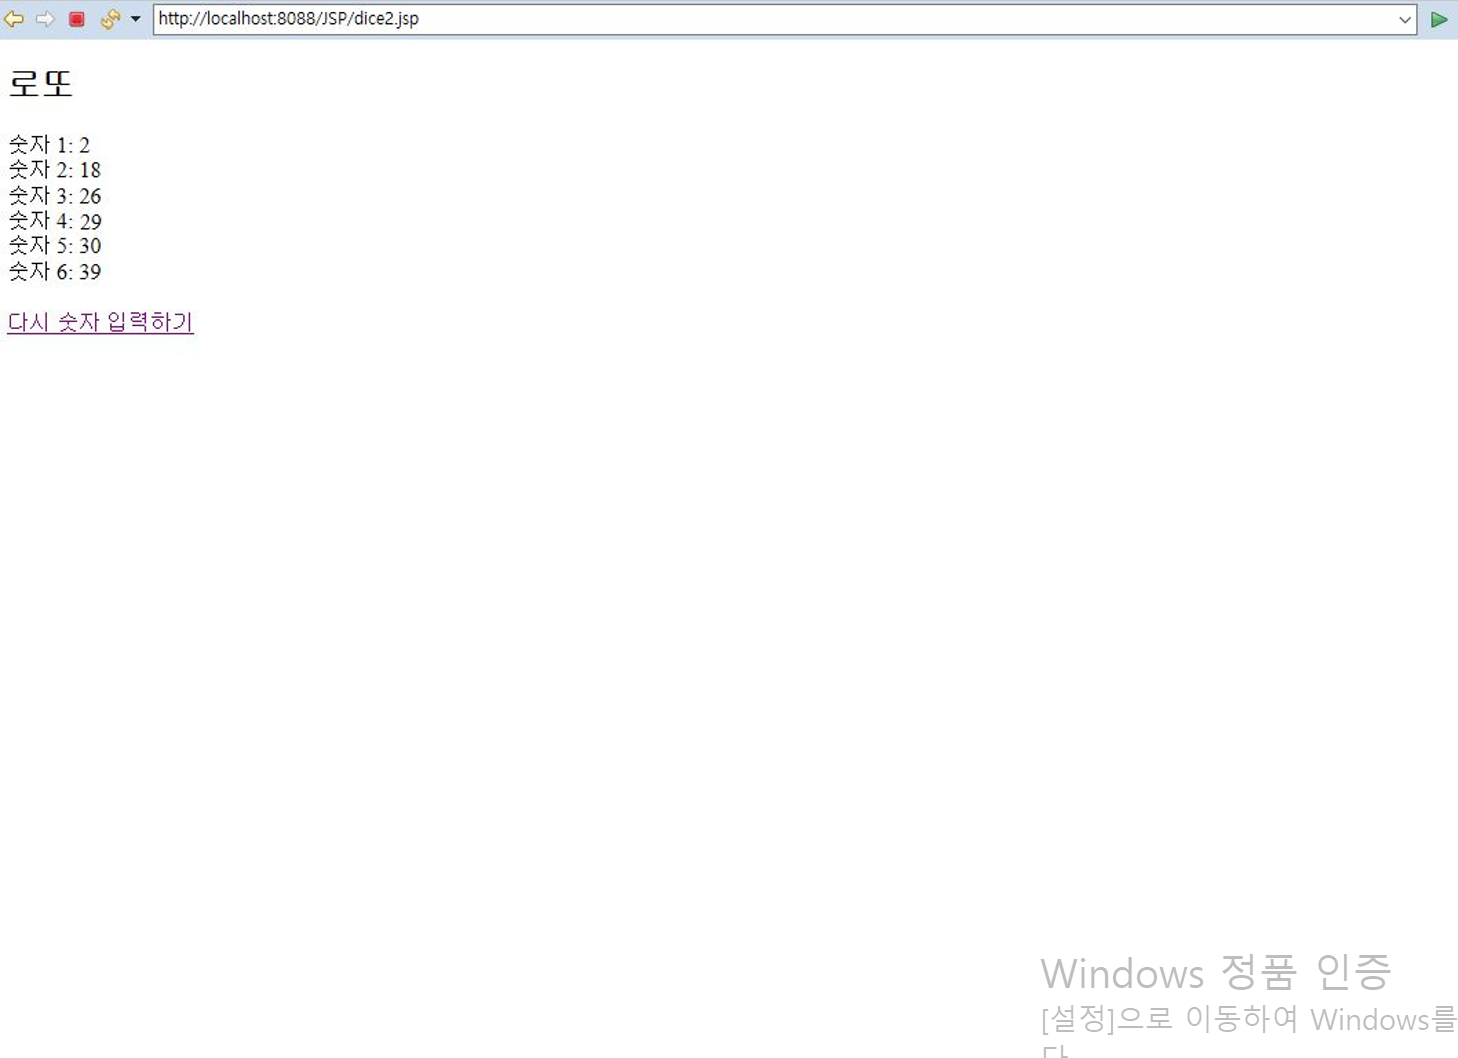 http://localhost:8088/JSP/dice2.jsp
로또
숫자 1: 2
숫자 2: 18
숫자 3: 26
숫자 4: 29
숫자 5: 30
숫자 6: 39
다시 숫자 입력하기
Windows 정품 인증
[설정]으로 이동하여 Windows를